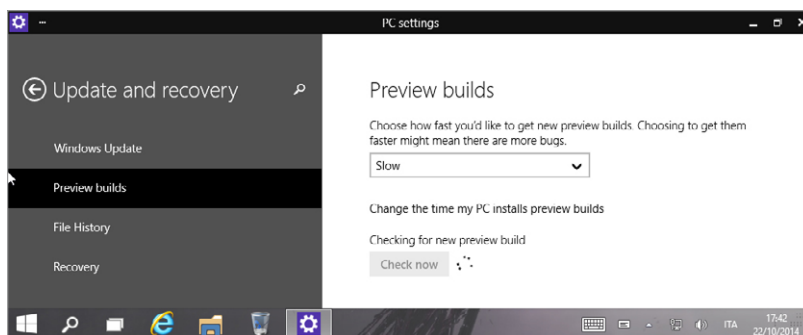 PC settings
Update and recovery
Windows Update
Preview builds
File History
Recovery
Preview builds
Choose how fast you'd like to get new preview builds. Choosing to get them
faster might mean there are more bugs.
Slow
Change the time my PC installs preview builds
Checking for new preview build
Check now
ITA
17:42
22/10/2014